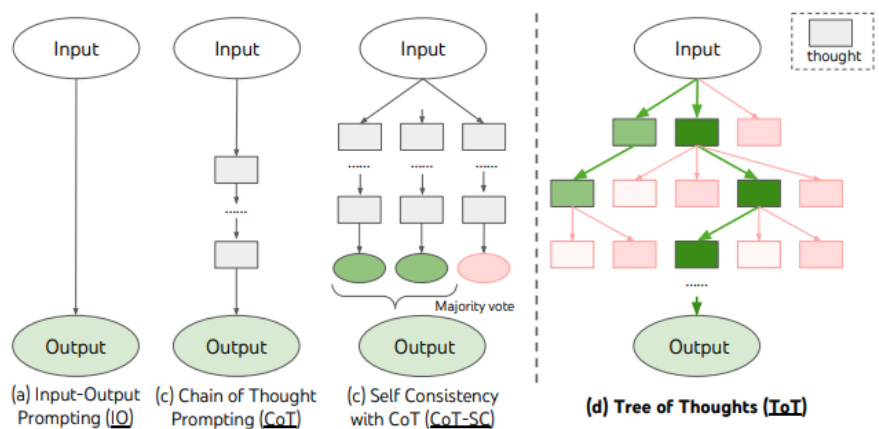 Input
Input
Input
Input
thought
......
......
......
......
......
Majority vote
Output
Output
Output
Output
(a) Input-Output
Prompting (IO)
(c) Chain of Thought
Prompting (CoT)
(c) Self Consistency
with CoT (CoT-SC)
(d) Tree of Thoughts (ToT)